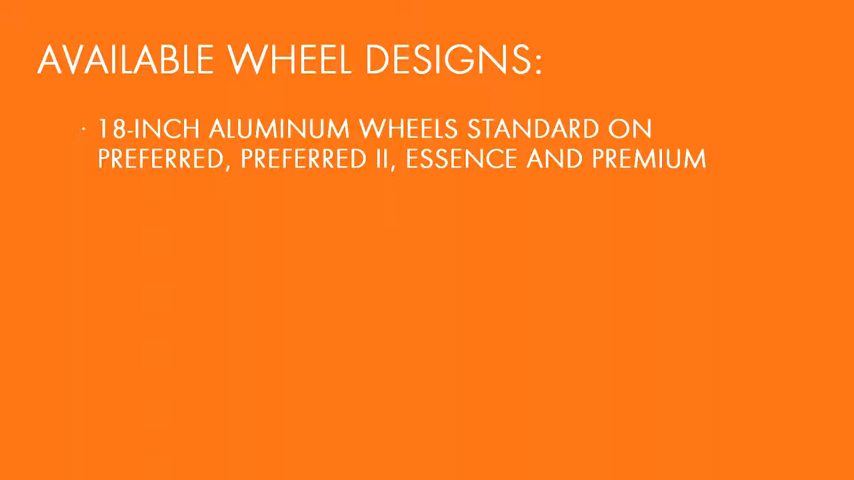 AVAILABLE WHEEL DESIGNS:
· 18-INCH ALUMINUM WHEELS STANDARD ON
PREFERRED, PREFERRED II, ESSENCE AND PREMIUM